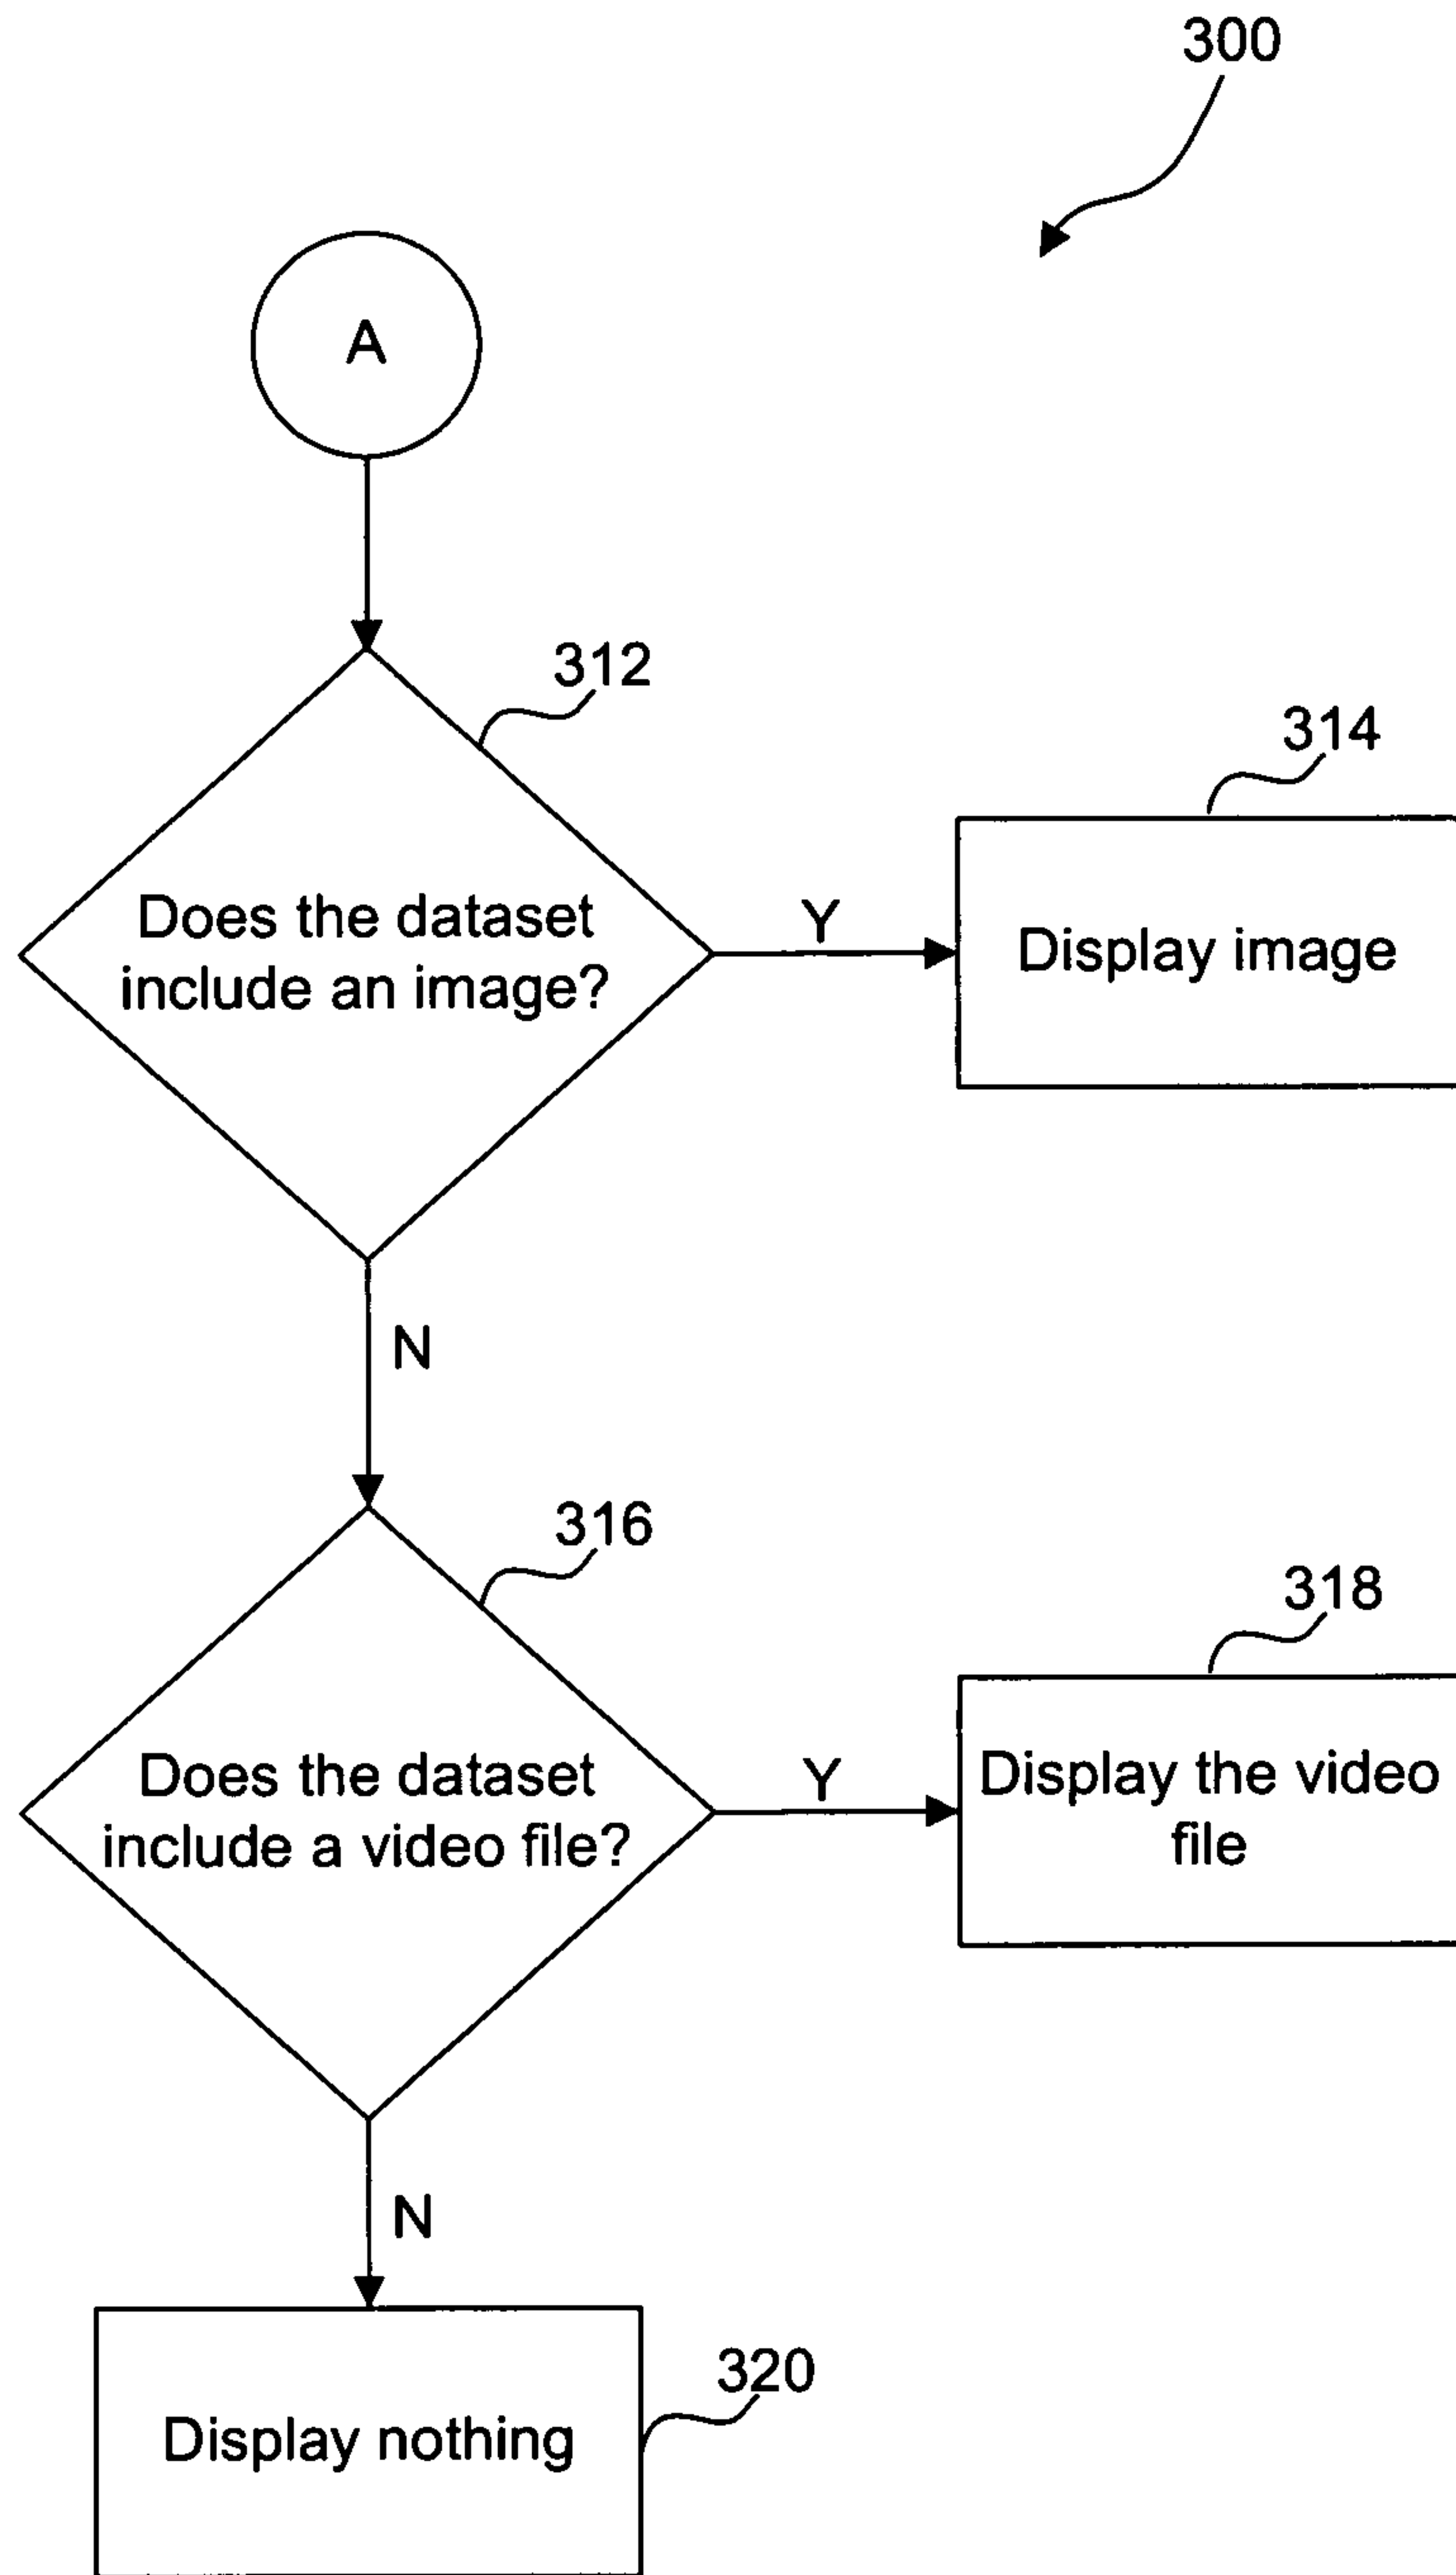 300
A
312
314
Does the dataset
include an image?
Y
Display image
N
316
318
Does the dataset
include a video file?
Y
Display the video
file
N
320
Display nothing